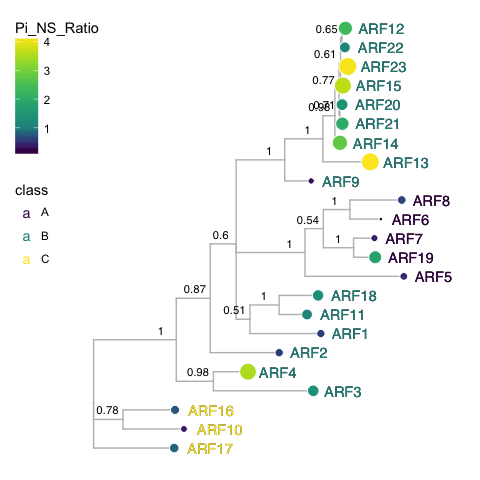 Pi_NS_Ratio
4
3
2
1
class
a A
a B
a C
0.65 ARF12
ARF22
0.61
ARF23
0.77 ARF15
0.71 ARF20
ARF21
1 ARF14
ARF13
1 ARF9
1 ARF8
0.54 ARF6
0.6 1 1 ARF7
ARF19
ARF5
0.87 1 ARF18
0.51 ARF11
ARF1
1 ARF2
0.98 ARF4
ARF3
0.78 ARF16
ARF10
ARF17